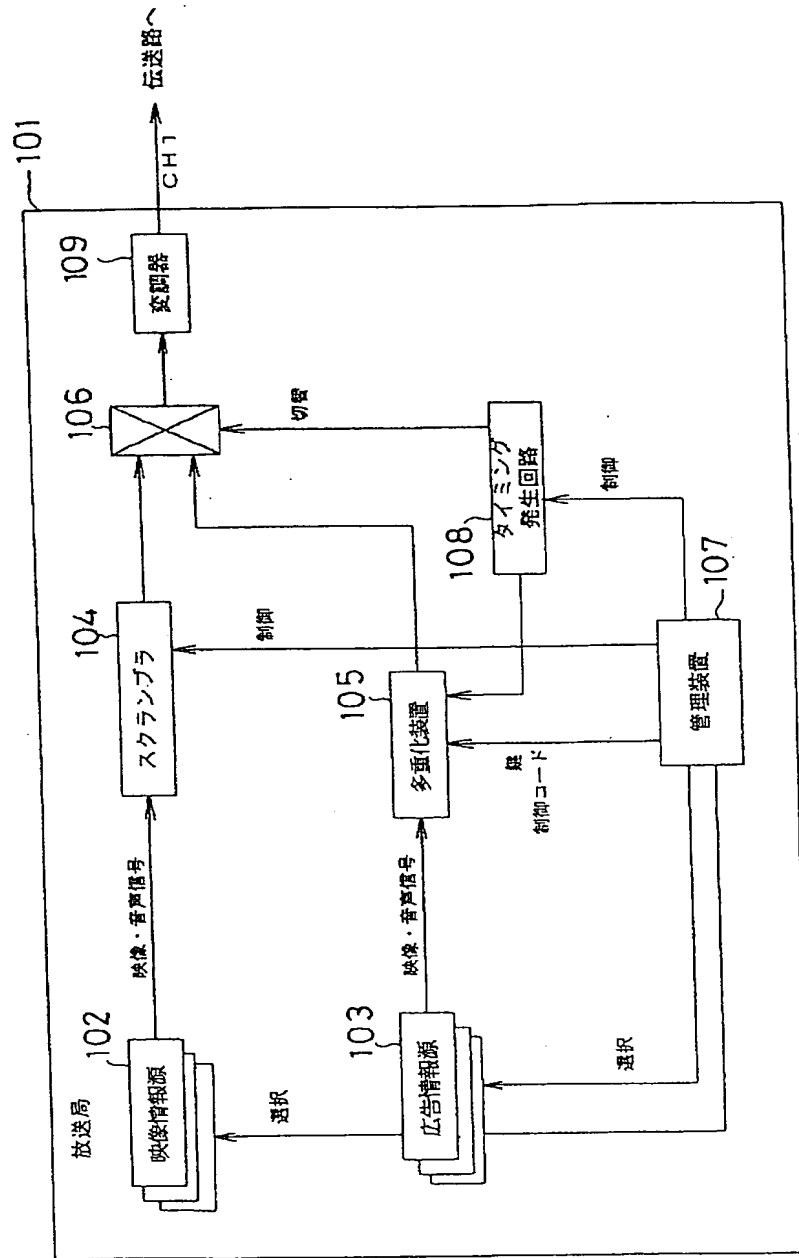 101
放送局
102
映像情報源
映像・音声信号
104
スクランブラ
106
109
変調器
CH1
伝送路へ
選択
制御
切替
103
広告情報源
映像・音声信号
105
多重化装置
108
タイミング
発生回路
選択
鍵
制御コード
制御
107
管理装置